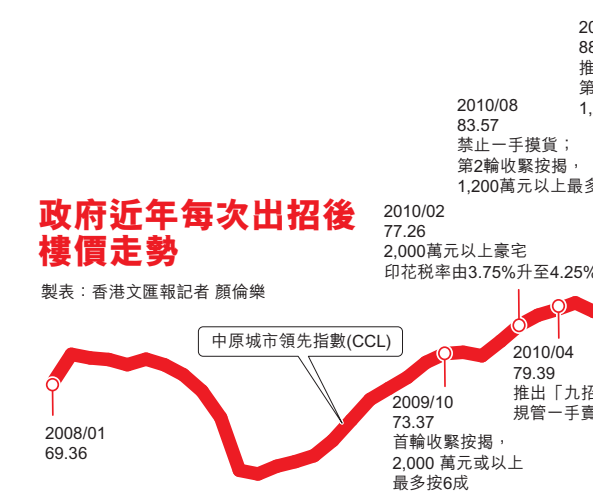 政府近年每次出招後
樓價走勢
製表：香港文匯報記者 顏倫樂
中原城市領先指數(CCL)
2008/01
69.36
2009/10
73.37
首輪收緊按揭，
2,000 萬元或以上
最多按6成
2010/02
77.26
2,000萬元以上豪宅
印花稅率由3.75%升至4.25%
2010/04
79.39
推出「九招
規管一手賣
2010/08
83.57
禁止一手摸貨；
第2輪收緊按揭，
1,200萬元以上最多
20
88
推
第
1,